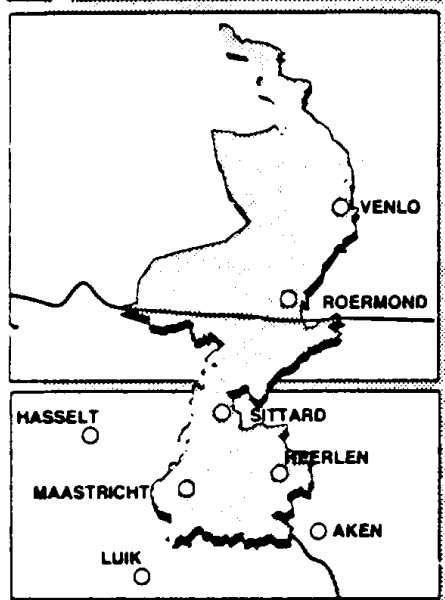 VENLO
ROERMOND
SITTARD
HASSELT
HEERLEN
MAASTRICHT
AKEN
LUIK